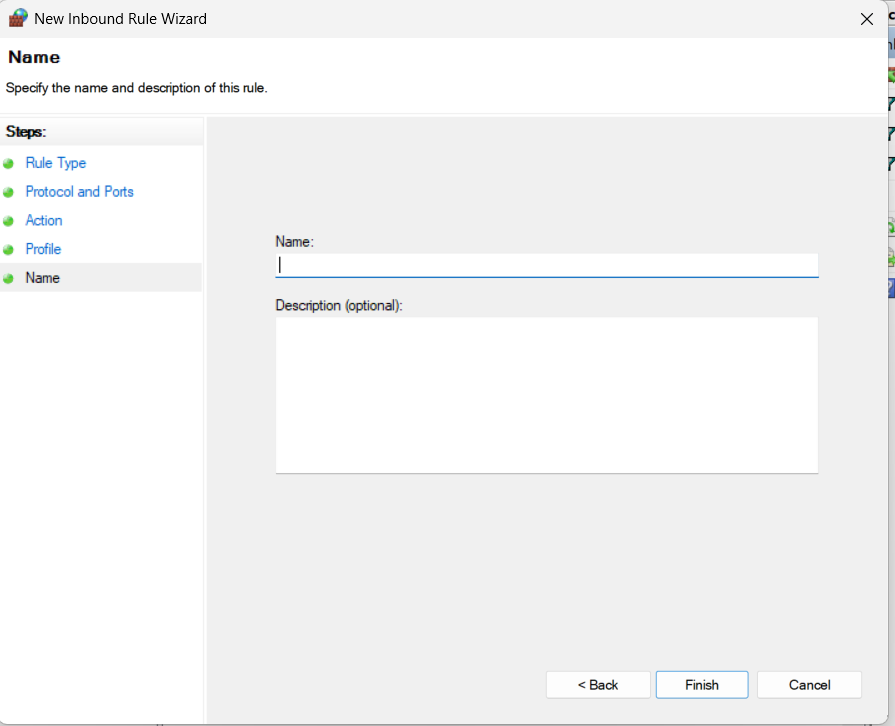 New Inbound Rule Wizard
Name
Specify the name and description of this rule.
Steps:
Rule Type
Protocol and Ports
Action
Profile
Name
Name:
Description (optional):
< Back
Finish
Cancel